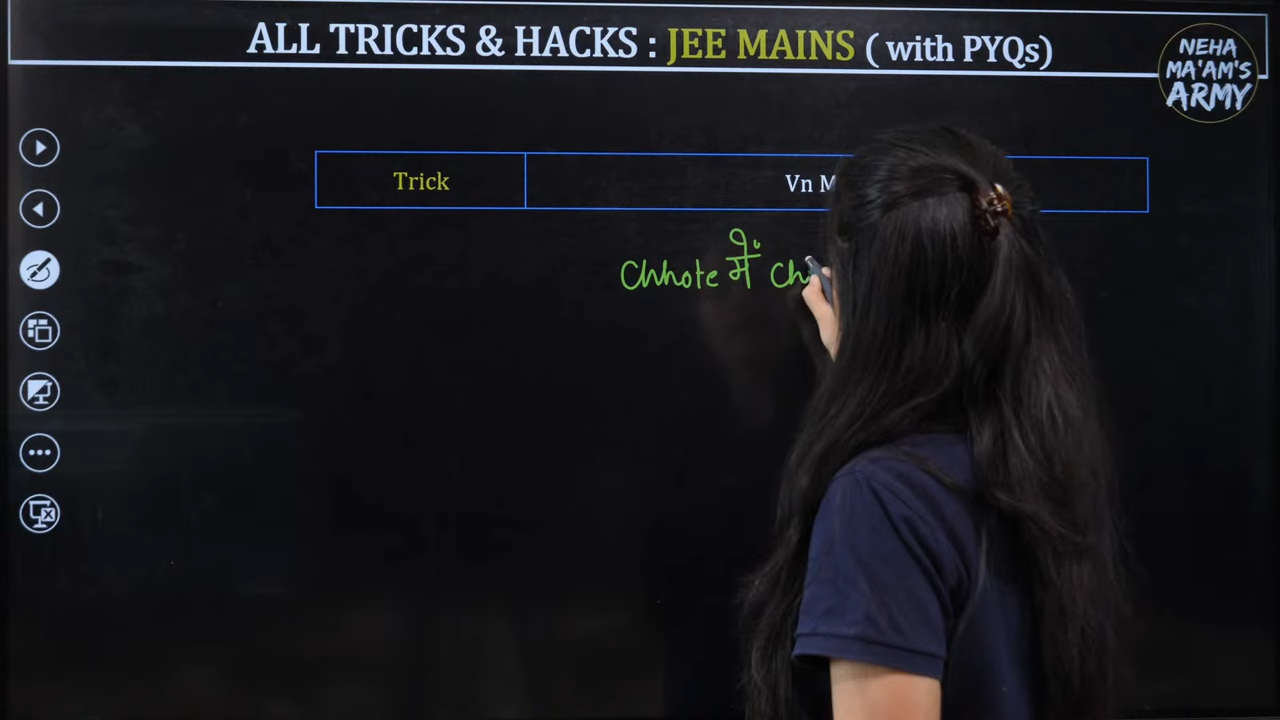 ALL TRICKS & HACKS : JEE MAINS ( with PYQs)
NEHA
MA'AM'S
ARMY
Trick
Vn M
Chhote में Ch